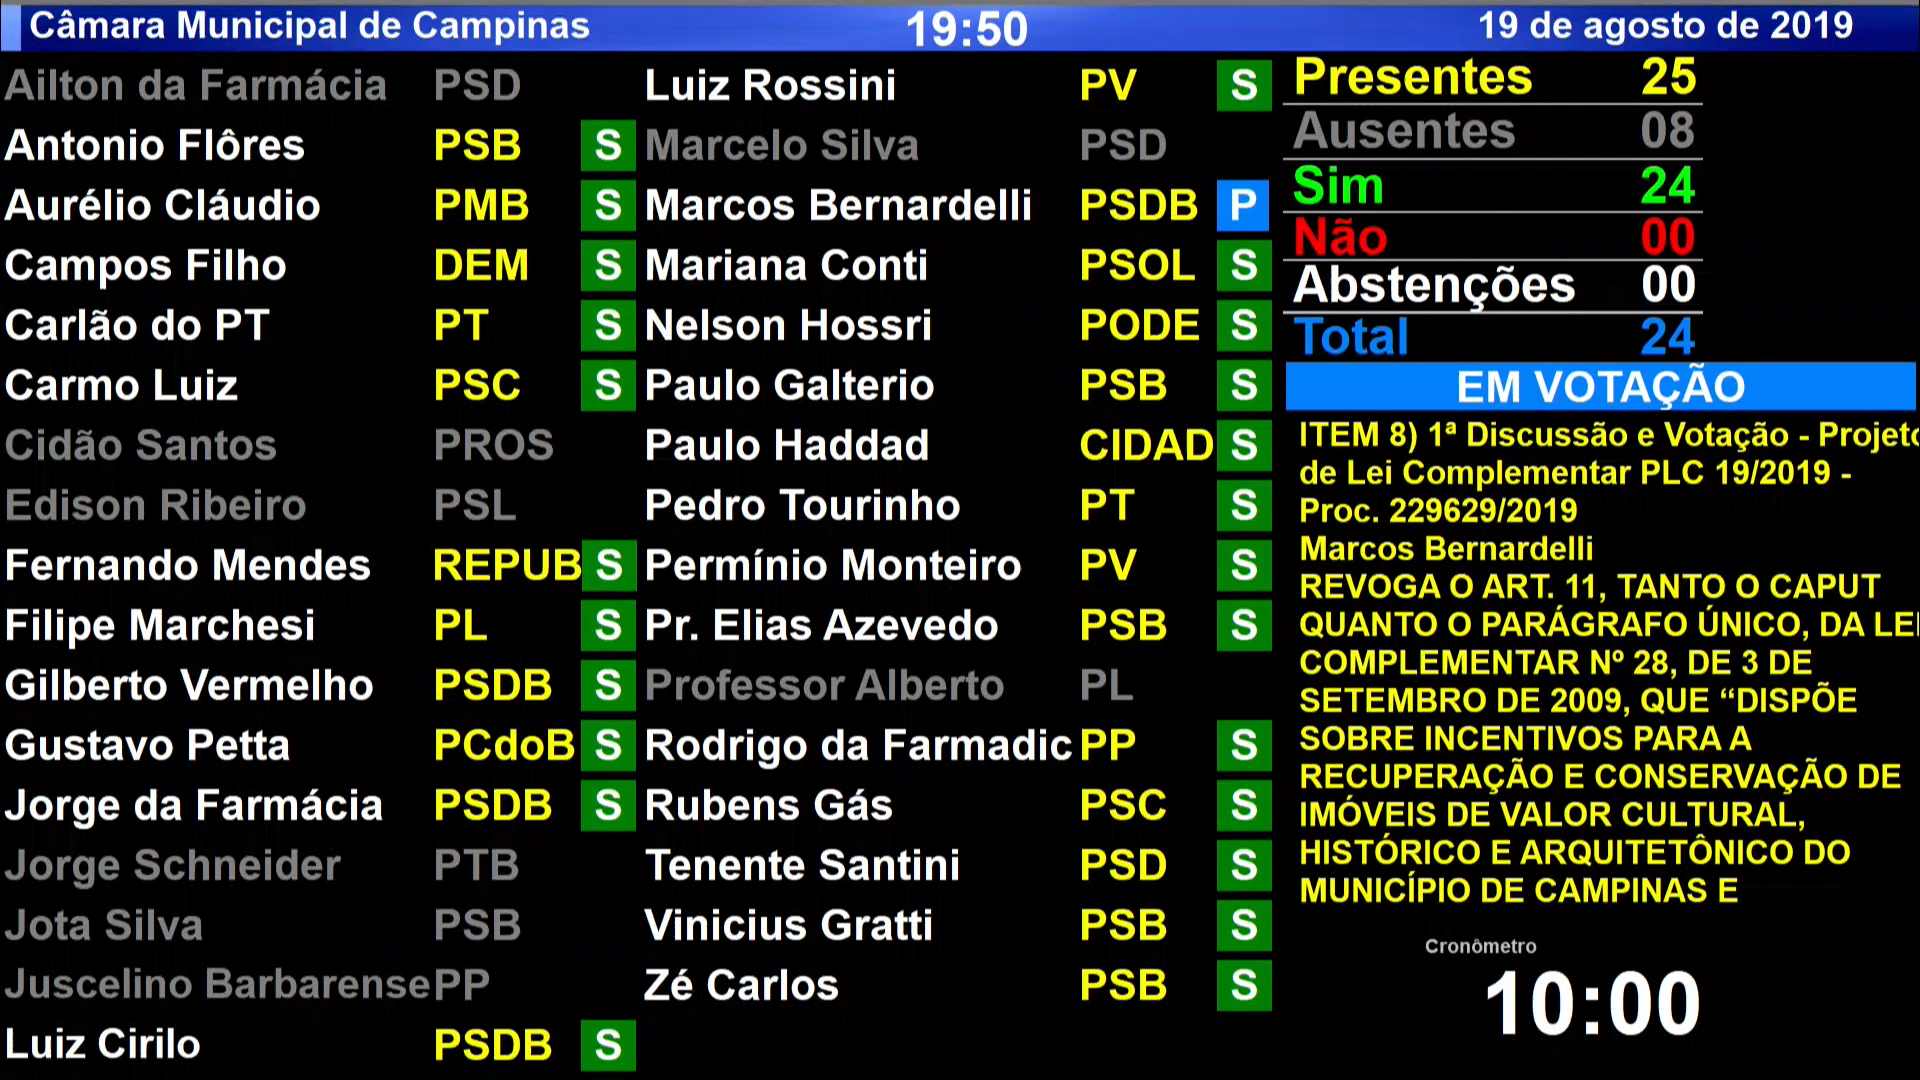 Câmara Municipal de Campinas 19:50 19 de agosto de 2019
Ailton da Farmácia PSD
Antonio Flôres PSB S
Aurélio Cláudio PMB S
Campos Filho DEM S
Carlão do PT PT S
Carmo Luiz PSC S
Cidão Santos PROS
Edison Ribeiro PSL
Fernando Mendes REPUB S
Filipe Marchesi PL S
Gilberto Vermelho PSDB S
Gustavo Petta PCdoB S
Jorge da Farmácia PSDB S
Jorge Schneider PTB
Jota Silva PSB
Juscelino Barbarense PP
Luiz Cirilo PSDB S
Luiz Rossini PV S
Marcelo Silva PSD
Marcos Bernardelli PSDB P
Mariana Conti PSOL S
Nelson Hossri PODE S
Paulo Galterio PSB S
Paulo Haddad CIDAD S
Pedro Tourinho PT S
Permínio Monteiro PV S
Pr. Elias Azevedo PSB S
Professor Alberto PL
Rodrigo da Farmadic PP S
Rubens Gás PSC S
Tenente Santini PSD S
Vinicius Gratti PSB S
Zé Carlos PSB S
Presentes 25
Ausentes 08
Sim 24
Não 00
Abstenções 00
Total 24
EM VOTAÇÃO
ITEM 8) 1ª Discussão e Votação - Projeto
de Lei Complementar PLC 19/2019 -
Proc. 229629/2019
Marcos Bernardelli
REVOGA O ART. 11, TANTO O CAPUT
QUANTO O PARÁGRAFO ÚNICO, DA LEI
COMPLEMENTAR Nº 28, DE 3 DE
SETEMBRO DE 2009, QUE “DISPÕE
SOBRE INCENTIVOS PARA A
RECUPERAÇÃO E CONSERVAÇÃO DE
IMÓVEIS DE VALOR CULTURAL,
HISTÓRICO E ARQUITETÔNICO DO
MUNICÍPIO DE CAMPINAS E
Cronômetro
10:00